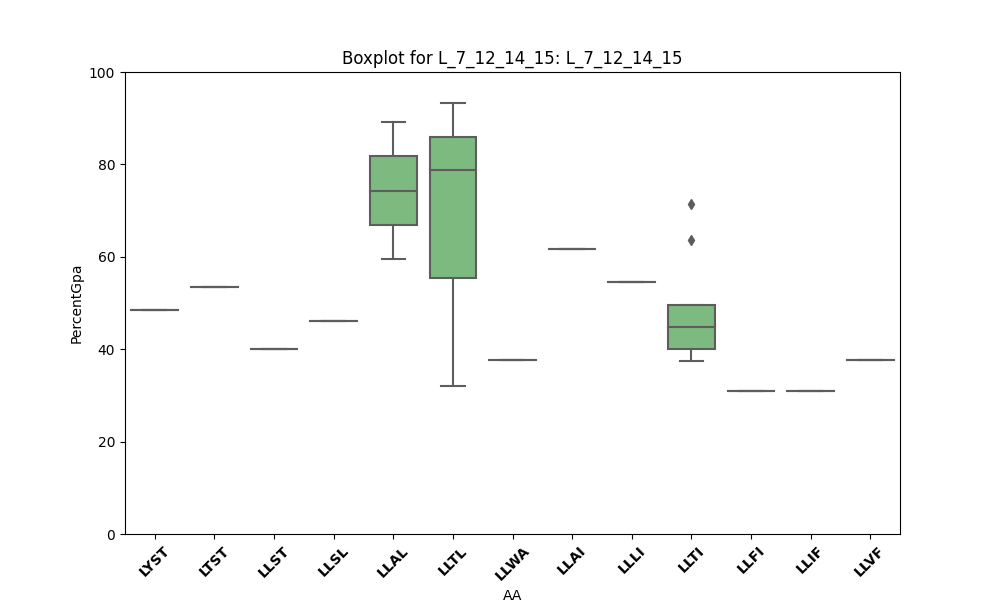 Boxplot for L_7_12_14_15: L_7_12_14_15
100
80
60
40
20
0
PercentGpa
LYST
LTST
LLST
LLSL
LLAL
LLTL
LLWA
LLAI
LLLI
LLTI
LLFI
LLIF
LLVF
AA